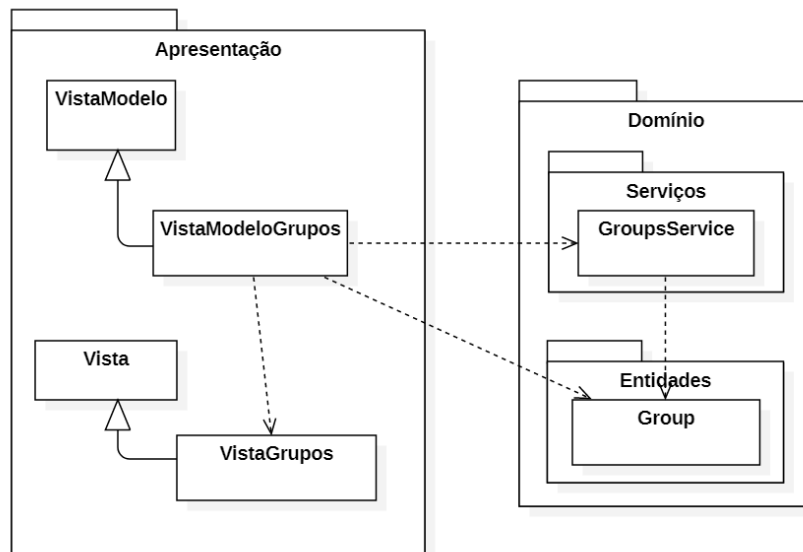 Apresentação
VistaModelo
VistaModeloGrupos
Vista
VistaGrupos
Domínio
Serviços
GroupsService
Entidades
Group